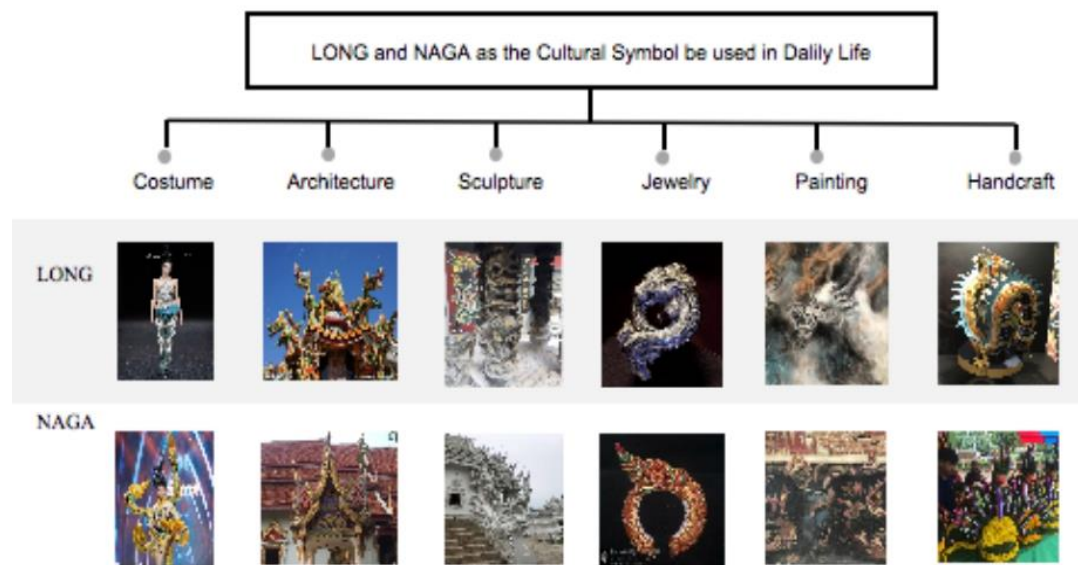 LONG and NAGA as the Cultural Symbol be used in Dalily Life
Costume Architecture Sculpture Jewelry Painting Handcraft
LONG
NAGA